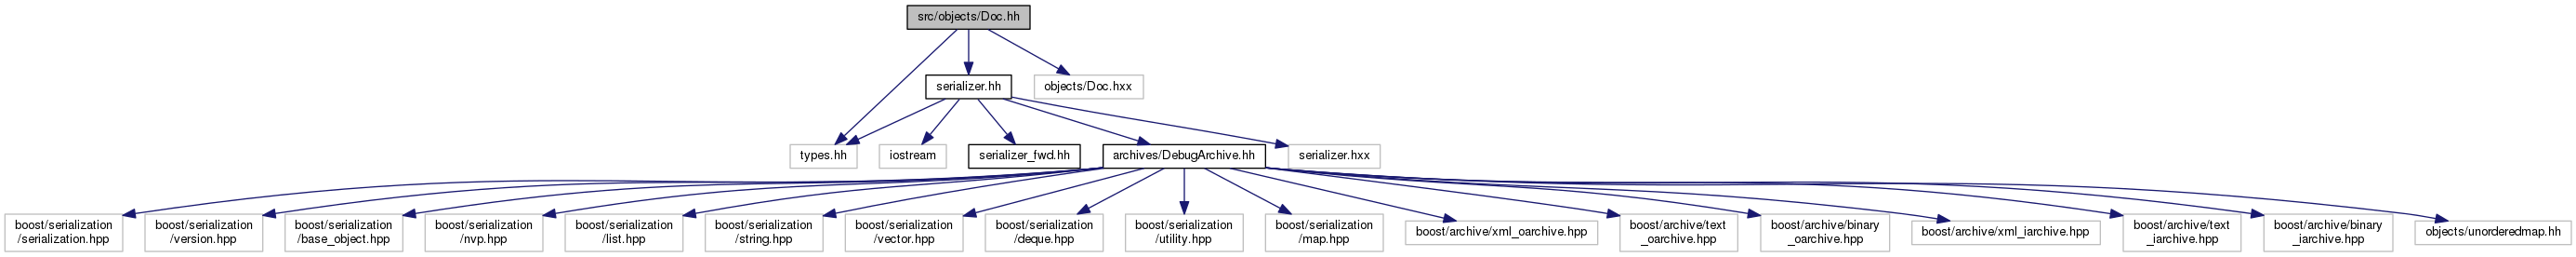 src/objects/Doc.hh
serializer.hh
objects/Doc.hxx
types.hh
iostream
serializer_fwd.hh
archives/DebugArchive.hh
serializer.hxx
boost/serialization
/serialization.hpp
boost/serialization
/version.hpp
boost/serialization
/base_object.hpp
boost/serialization
/nvp.hpp
boost/serialization
/list.hpp
boost/serialization
/string.hpp
boost/serialization
/vector.hpp
boost/serialization
/deque.hpp
boost/serialization
/utility.hpp
boost/serialization
/map.hpp
boost/archive/xml_oarchive.hpp
boost/archive/text
_oarchive.hpp
boost/archive/binary
_oarchive.hpp
boost/archive/xml_iarchive.hpp
boost/archive/text
_iarchive.hpp
boost/archive/binary
_iarchive.hpp
objects/unorderedmap.hh